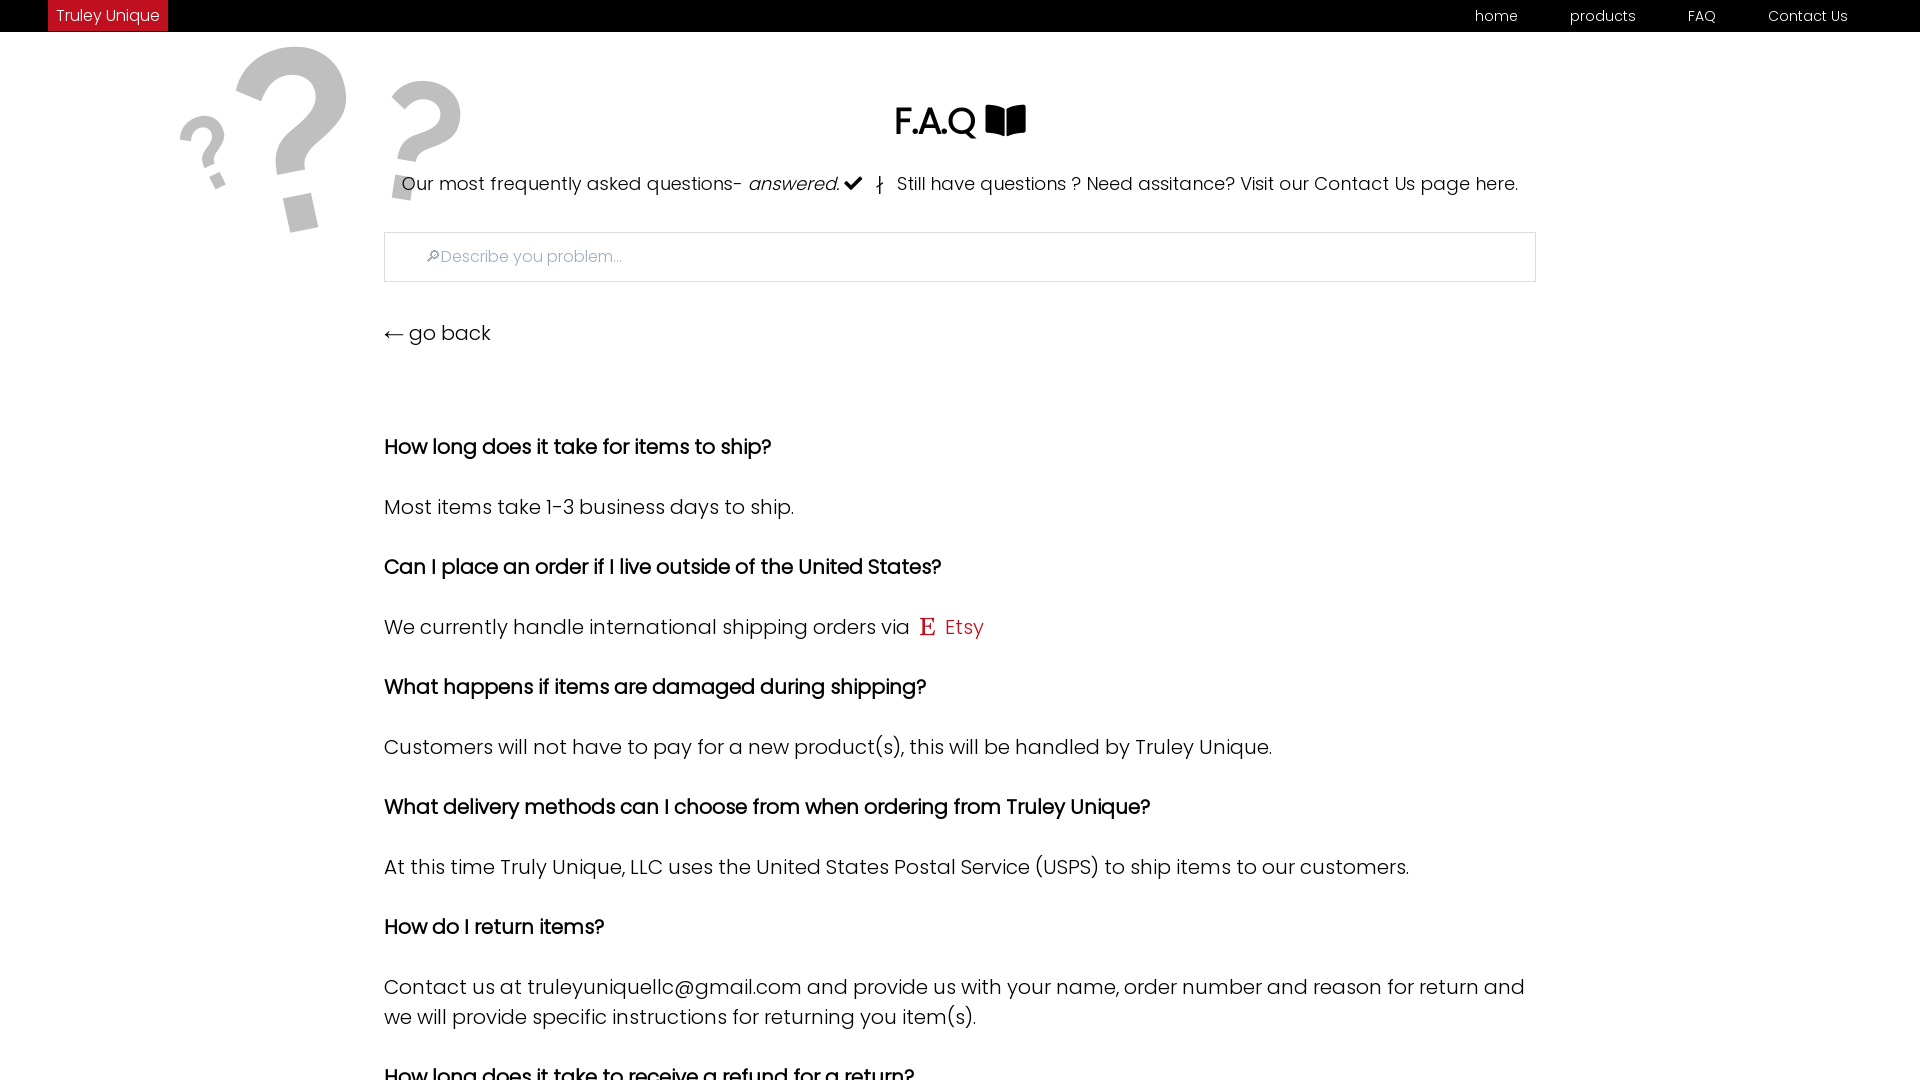 Truley Unique
home products FAQ Contact Us
? ? ?
F.A.Q
Our most frequently asked questions- answered. ∤ Still have questions ? Need assitance? Visit our Contact Us page here.
🔎Describe you problem...
← go back
How long does it take for items to ship?
Most items take 1-3 business days to ship.
Can I place an order if I live outside of the United States?
We currently handle international shipping orders via E Etsy
What happens if items are damaged during shipping?
Customers will not have to pay for a new product(s), this will be handled by Truley Unique.
What delivery methods can I choose from when ordering from Truley Unique?
At this time Truly Unique, LLC uses the United States Postal Service (USPS) to ship items to our customers.
How do I return items?
Contact us at truleyuniquellc@gmail.com and provide us with your name, order number and reason for return and
we will provide specific instructions for returning you item(s).
How long does it take to receive a refund for a return?